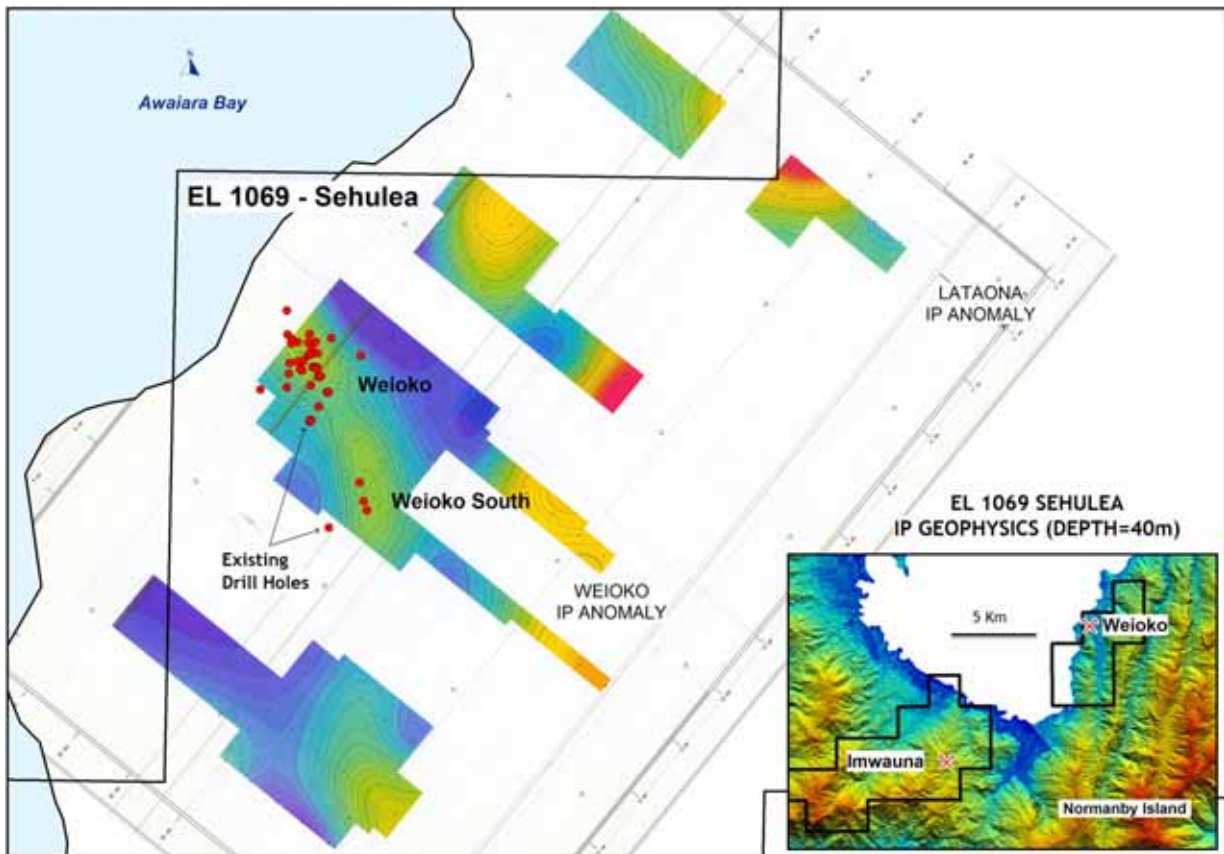 Awaiara Bay
EL 1069 - Sehulea
LATAONA
IP ANOMALY
Weioko
Weioko South
Existing
Drill Holes
WEIOKO
IP ANOMALY
EL 1069 SEHULEA
IP GEOPHYSICS (DEPTH=40m)
5 Km
Weioko
Imwauna
Normanby Island